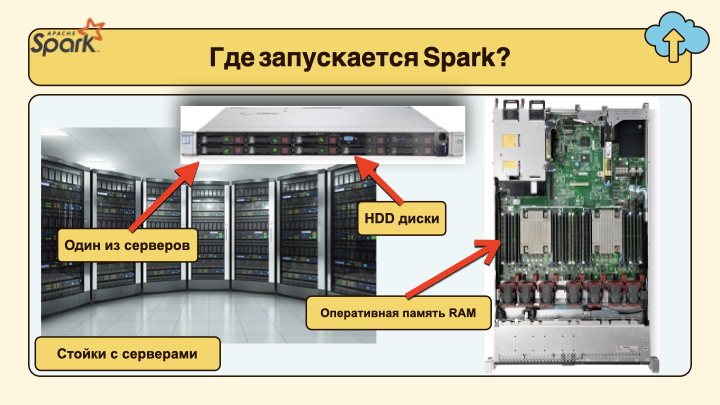 APACHE
Spark
Где запускается Spark?
HDD диски
Один из серверов
Оперативная память RAM
Стойки с серверами